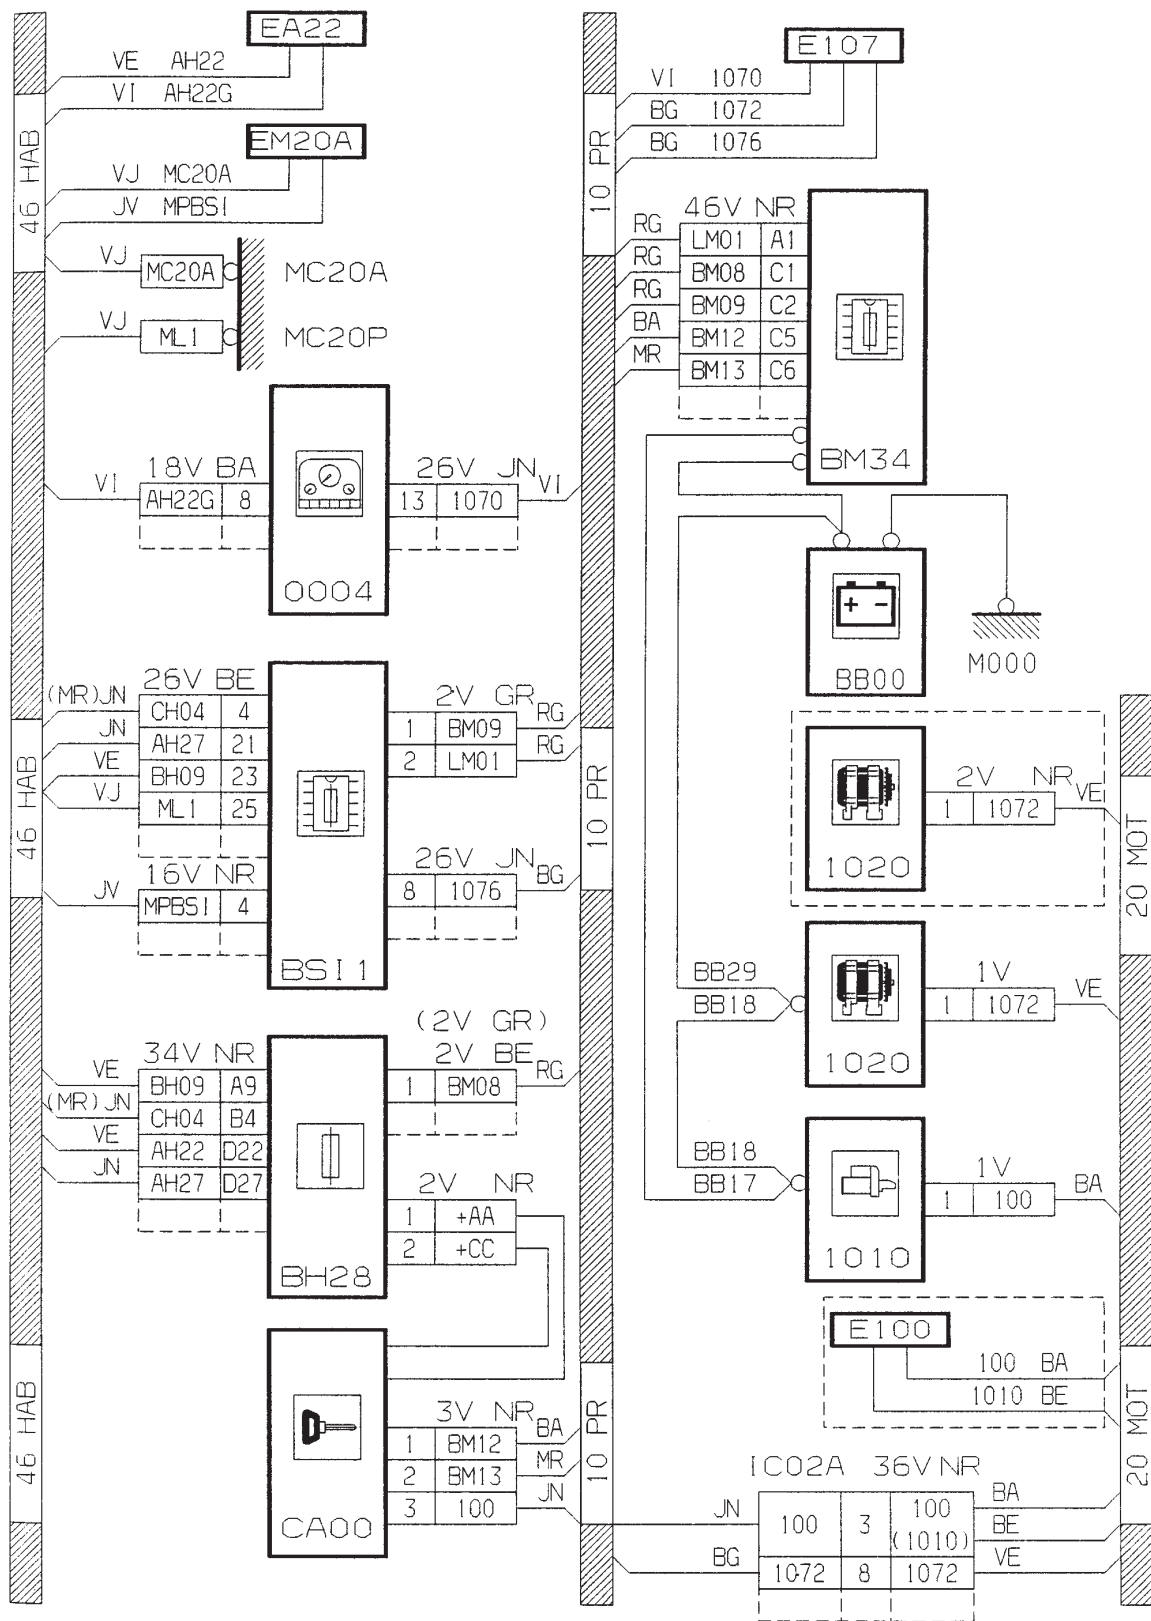 EA22
VE AH22
VI AH22G
EM20A
VJ MC20A
JV MPBSI
46 HAB
VJ MC20A MC20A
VJ ML1 MC20P
18V BA
VI AH22G 8
26V JN
13 1070 VI
0004
26V BE
(MR)JN CH04 4
JN AH27 21
VE BH09 23
VJ ML1 25
46 HAB
16V NR
JV MPBSI 4
2V GR
1 BM09 RG
2 LM01 RG
26V JN
8 1076 BG
BSI1
34V NR
VE BH09 A9
(MR)JN CH04 B4
VE AH22 D22
JN AH27 D27
(2V GR)
2V BE
1 BM08 RG
2V NR
1 +AA
2 +CC
BH28
46 HAB
3V NR
1 BM12 BA
2 BM13 MR
3 100 JN
CA00
E107
VI 1070
BG 1072
BG 1076
10 PR
46V NR
RG LM01 A1
RG BM08 C1
RG BM09 C2
BA BM12 C5
MR BM13 C6
BM34
+ -
BB00
M000
10 PR
2V NR
1 1072 VE
1020
20 MOT
BB29
BB18
1V
1 1072 VE
1020
BB18
BB17
1V
1 100 BA
1010
E100
100 BA
1010 BE
10 PR
20 MOT
IC02A 36V NR
JN 100 3 100 BA
(1010) BE
BG 1072 8 1072 VE